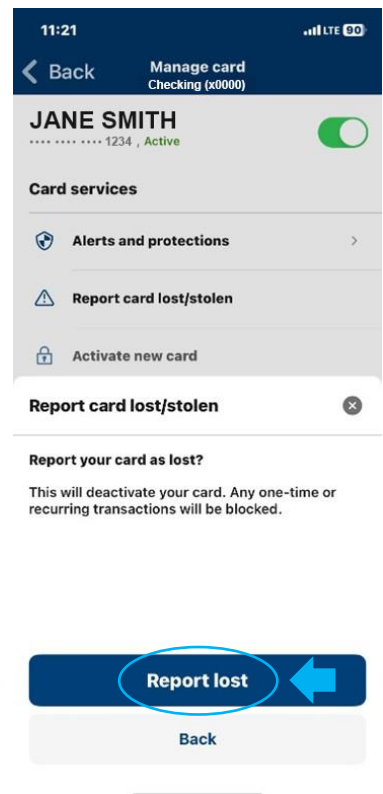 11:21 LTE 90
Back Manage card
Checking (x0000)
JANE SMITH
.... .... .... 1234 , Active
Card services
Alerts and protections
Report card lost/stolen
Activate new card
Report card lost/stolen
Report your card as lost?
This will deactivate your card. Any one-time or
recurring transactions will be blocked.
Report lost
Back